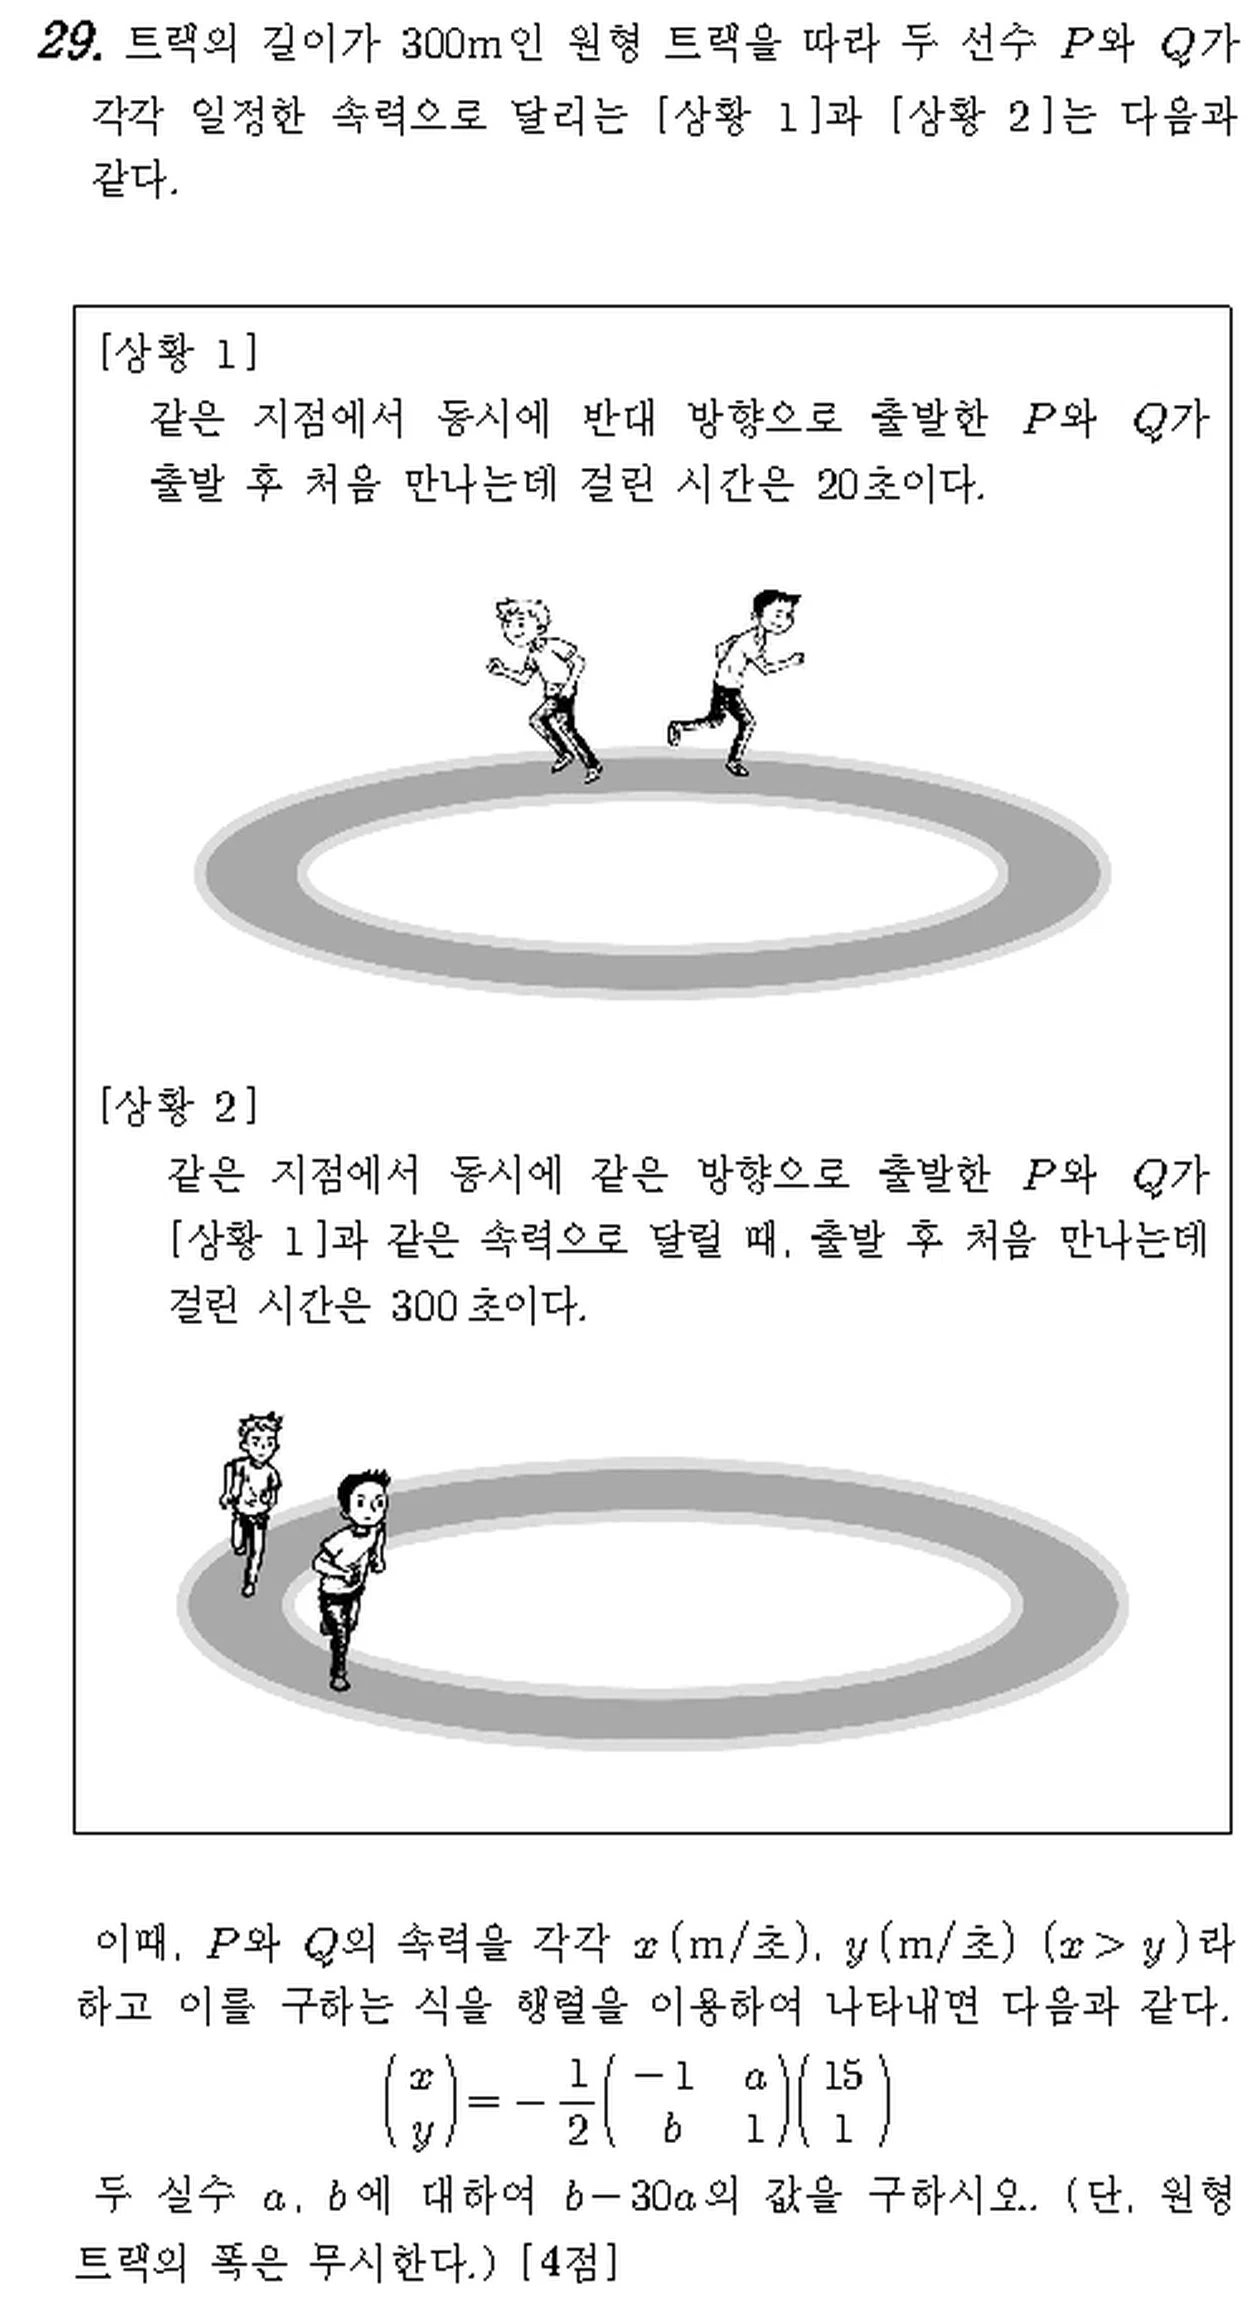 29. 트랙의 길이가 300m인 원형 트랙을 따라 두 선수 P와 Q가
각각 일정한 속력으로 달리는 [상황 1]과 [상황 2]는 다음과
같다.
[상황 1]
같은 지점에서 동시에 반대 방향으로 출발한 P와 Q가
출발 후 처음 만나는데 걸린 시간은 20초이다.
[상황 2]
같은 지점에서 동시에 같은 방향으로 출발한 P와 Q가
[상황 1]과 같은 속력으로 달릴 때, 출발 후 처음 만나는데
걸린 시간은 300초이다.
이때, P와 Q의 속력을 각각 x(m/초), y(m/초) (x > y)라
하고 이를 구하는 식을 행렬을 이용하여 나타내면 다음과 같다.
(x y) = -1/2 (-1 a b 1)(15 1)
두 실수 a, b에 대하여 b-30a의 값을 구하시오.. (단, 원형
트랙의 폭은 무시한다.) [4점]